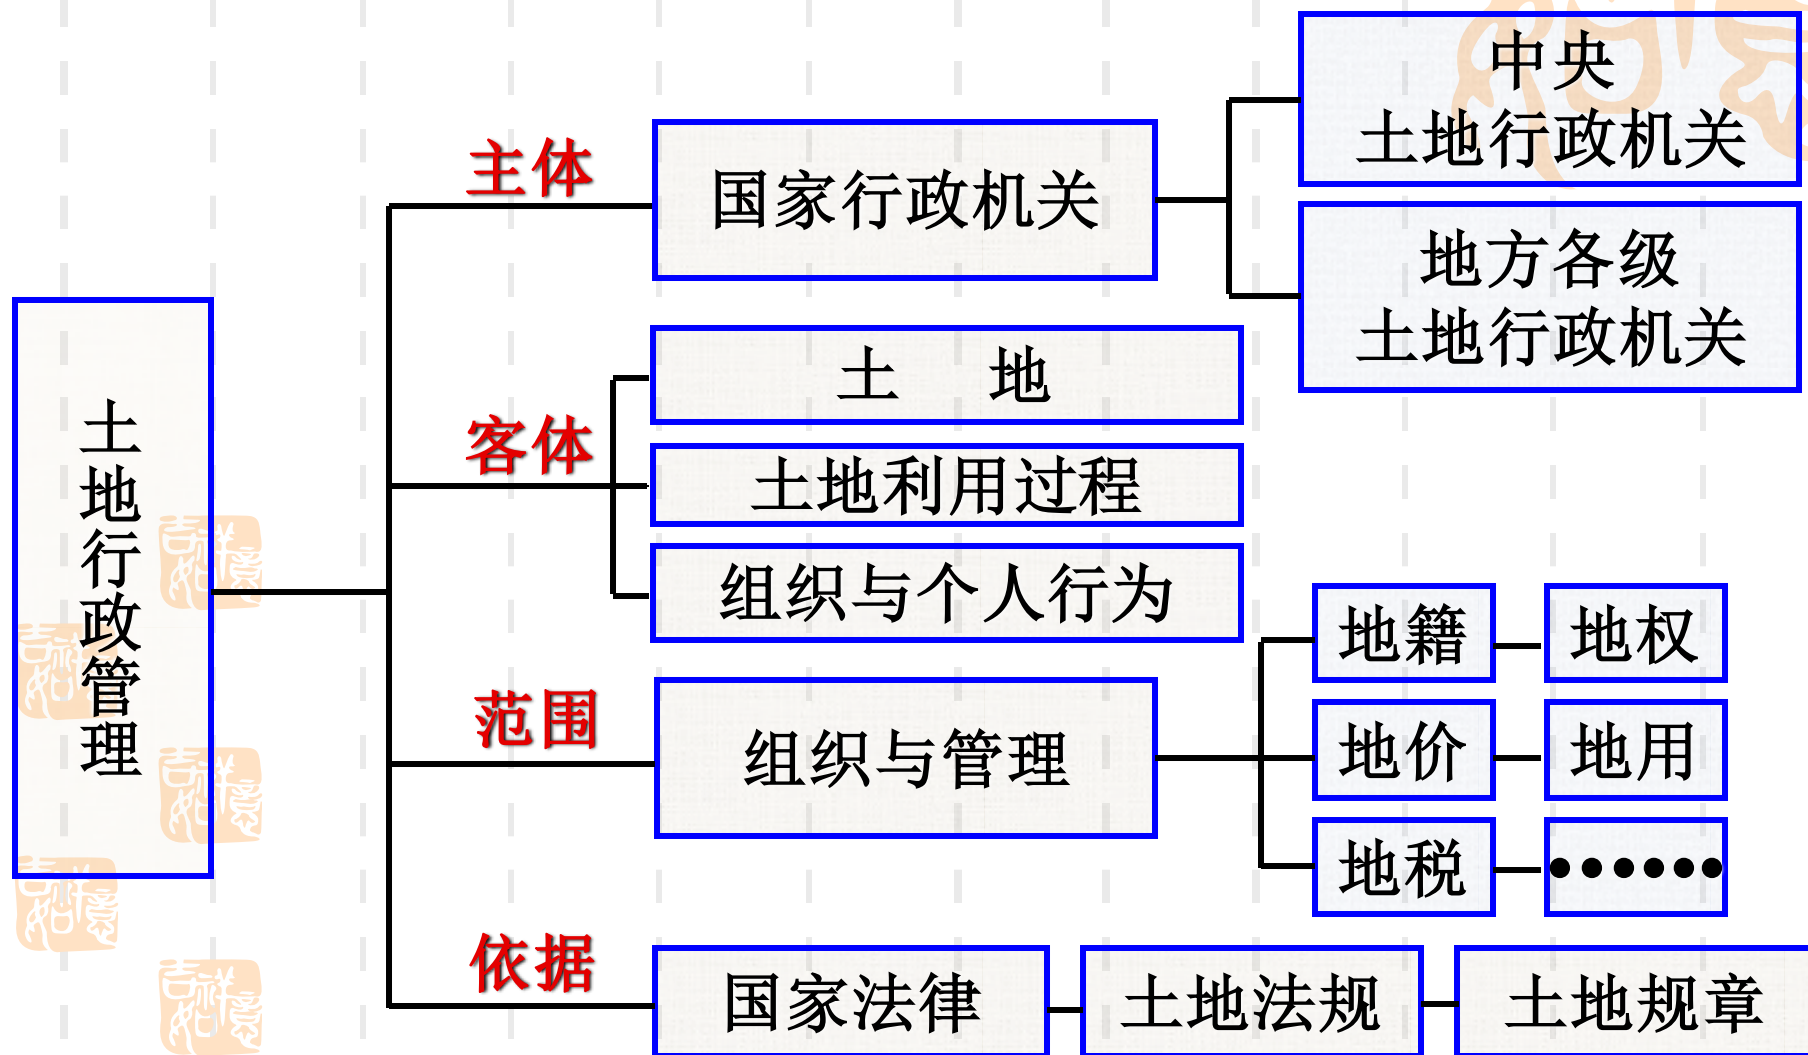 土地行政管理
主体
国家行政机关
中央
土地行政机关
地方各级
土地行政机关
客体
土 地
土地利用过程
组织与个人行为
范围
组织与管理
地籍
地权
地价
地用
地税
••••••
依据
国家法律
土地法规
土地规章